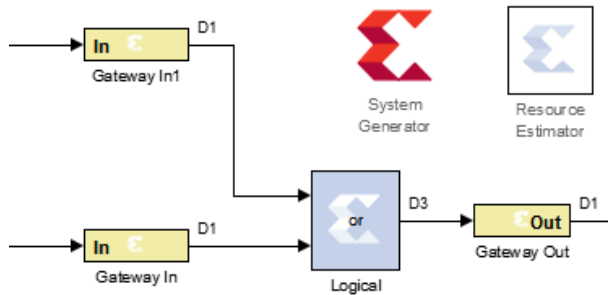 D1
In
Gateway In1
System
Generator
Resource
Estimator
or
D3
D1
Out
Gateway Out
D1
In
Gateway In
Logical